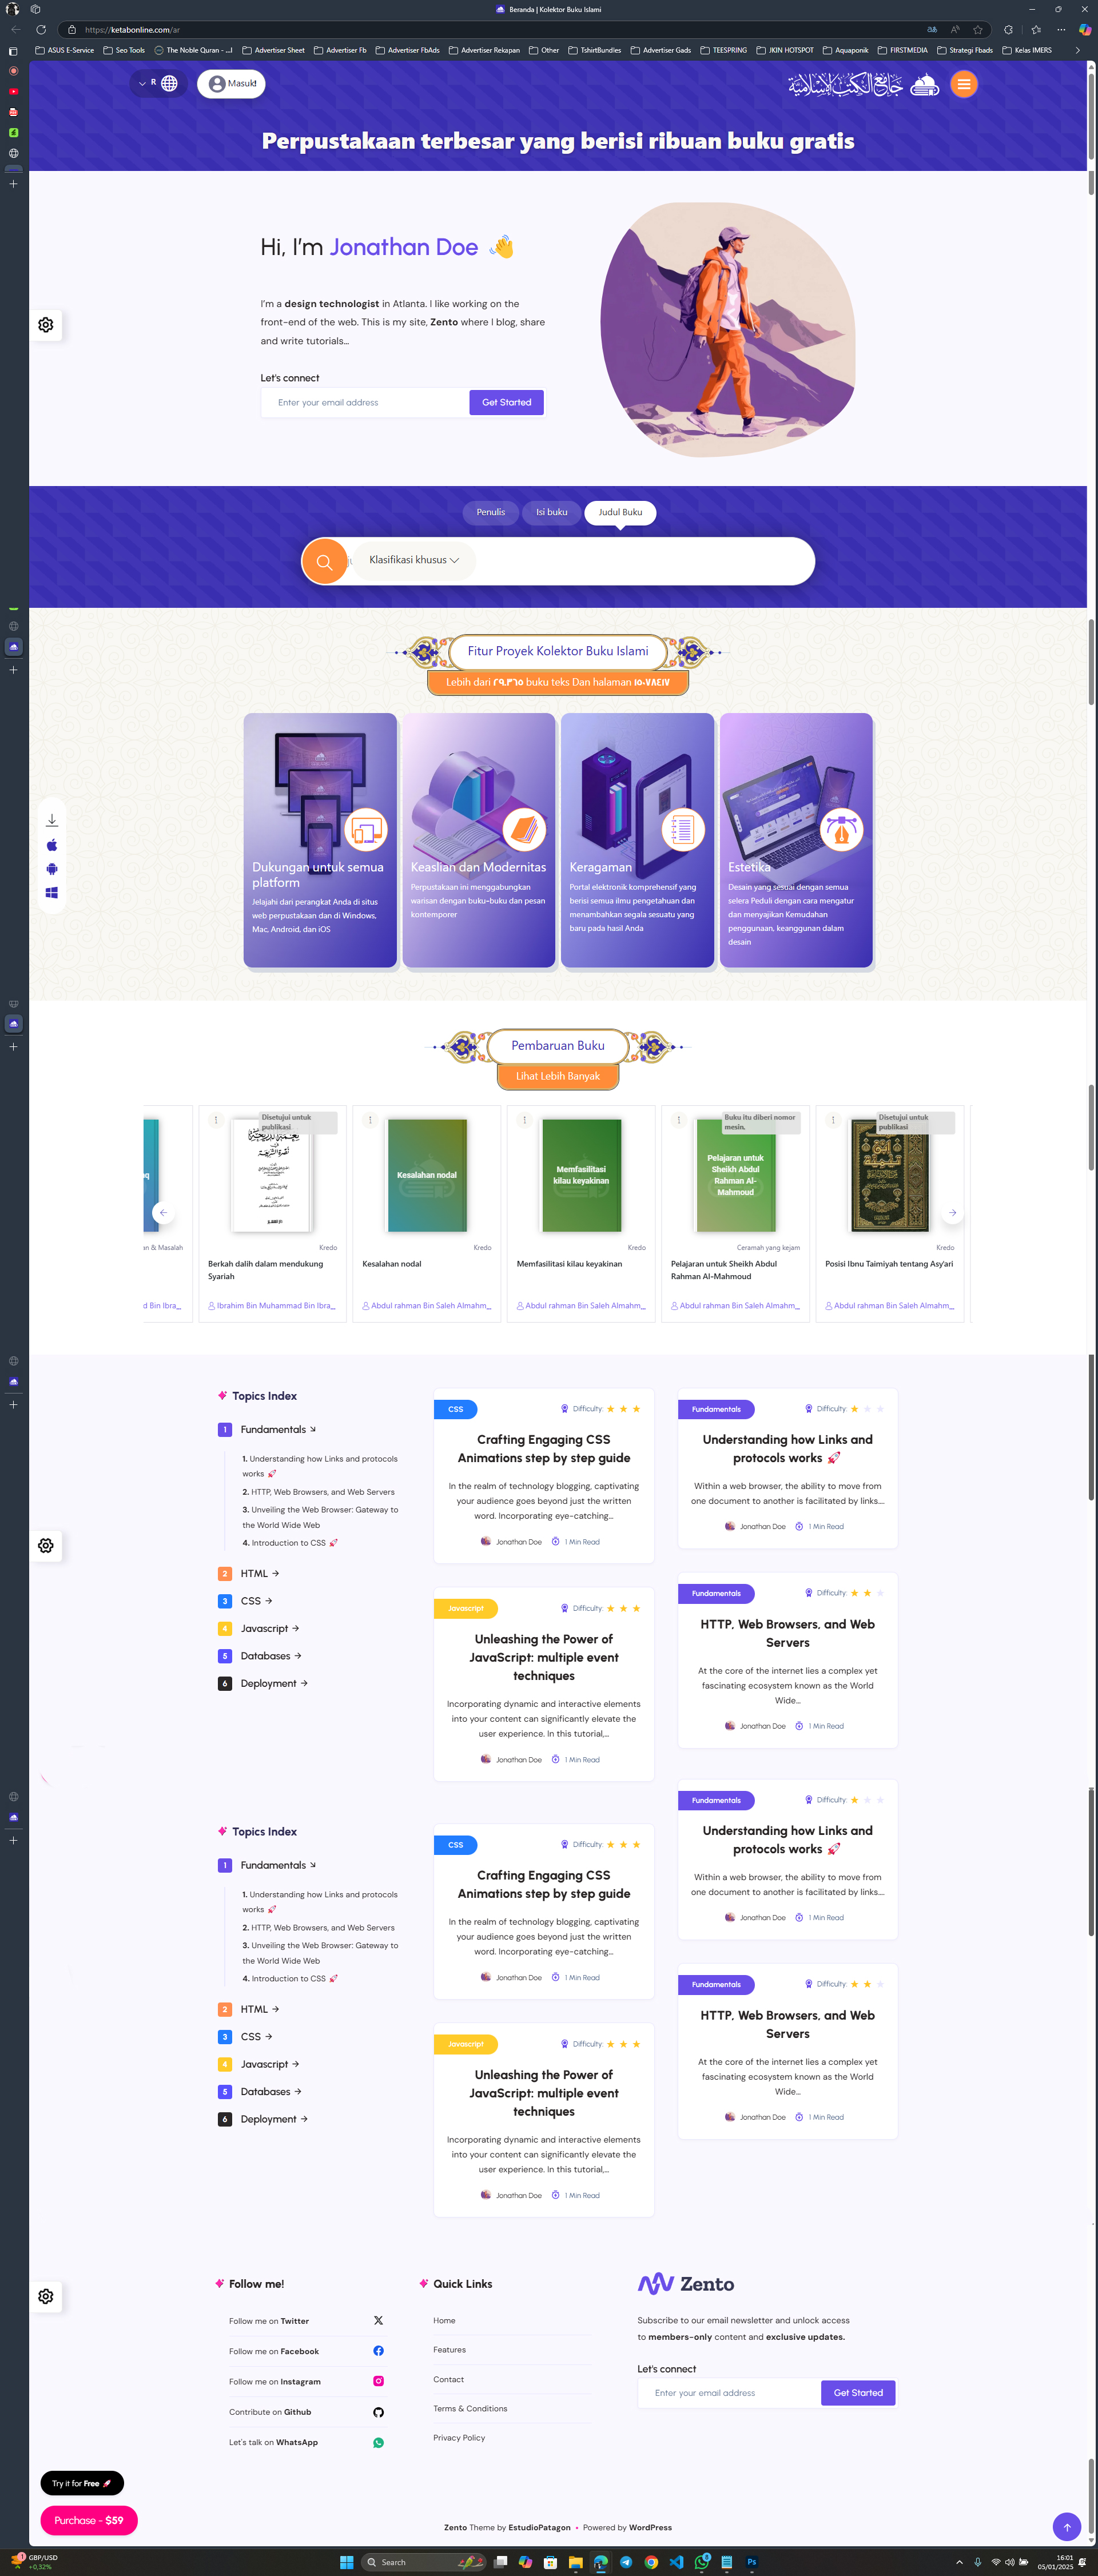 Beranda | Kolektor Buku Islami
https://ketabonline.com/ar
ASUS E-Service
Seo Tools
The Noble Quran - ...l
Advertiser Sheet
Advertiser Fb
Advertiser FbAds
Advertiser Rekapan
Other
TshirtBundles
Advertiser Gads
TEESPRING
JKIN HOTSPOT
Aquaponik
FIRSTMEDIA
Strategi Fbads
Kelas IMERS
R
Masuk!
جامع الكتب الإسلامية
Perpustakaan terbesar yang berisi ribuan buku gratis
Hi, I'm Jonathan Doe 👋
I'm a design technologist in Atlanta. I like working on the
front-end of the web. This is my site, Zento where I blog, share
and write tutorials...
Let's connect
Enter your email address
Get Started
Penulis
Isi buku
Judul Buku
Klasifikasi khusus
Fitur Proyek Kolektor Buku Islami
Lebih dari ٢٩.٣٦٥ buku teks Dan halaman ١٥٠٧٨٤١٧
Dukungan untuk semua
platform
Jelajahi dari perangkat Anda di situs
web perpustakaan dan di Windows,
Mac, Android, dan iOS
Keaslian dan Modernitas
Perpustakaan ini menggabungkan
warisan dengan buku-buku dan pesan
kontemporer
Keragaman
Portal elektronik komprehensif yang
berisi semua ilmu pengetahuan dan
menambahkan segala sesuatu yang
baru pada hasil Anda
Estetika
Desain yang sesuai dengan semua
selera Peduli dengan cara mengatur
dan menyajikan Kemudahan
penggunaan, keanggunan dalam
desain
Pembaruan Buku
Lihat Lebih Banyak
an & Masalah
d Bin Ibra...
Disetujui untuk
publikasi
Kredo
Berkah dalih dalam mendukung
Syariah
Ibrahim Bin Muhammad Bin Ibra...
Kesalahan nodal
Kredo
Kesalahan nodal
Abdul rahman Bin Saleh Almahm...
Memfasilitasi
kilau keyakinan
Kredo
Memfasilitasi kilau keyakinan
Abdul rahman Bin Saleh Almahm...
Buku itu diberi nomor
mesin.
Pelajaran untuk
Sheikh Abdul
Rahman Al-
Mahmoud
Ceramah yang kejam
Pelajaran untuk Sheikh Abdul
Rahman Al-Mahmoud
Abdul rahman Bin Saleh Almahm...
Disetujui untuk
publikasi
Kredo
Posisi Ibnu Taimiyah tentang Asy'ari
Abdul rahman Bin Saleh Almahm...
Topics Index
1 Fundamentals
1. Understanding how Links and protocols
works 🚀
2. HTTP, Web Browsers, and Web Servers
3. Unveiling the Web Browser: Gateway to
the World Wide Web
4. Introduction to CSS 🚀
2 HTML →
3 CSS →
4 Javascript →
5 Databases →
6 Deployment →
CSS
Difficulty: ★ ★ ★
Crafting Engaging CSS
Animations step by step guide
In the realm of technology blogging, captivating
your audience goes beyond just the written
word. Incorporating eye-catching...
Jonathan Doe 1 Min Read
Javascript
Difficulty: ★ ★ ★
Unleashing the Power of
JavaScript: multiple event
techniques
Incorporating dynamic and interactive elements
into your content can significantly elevate the
user experience. In this tutorial,...
Jonathan Doe 1 Min Read
Fundamentals
Difficulty: ★ ★ ★
Understanding how Links and
protocols works 🚀
Within a web browser, the ability to move from
one document to another is facilitated by links....
Jonathan Doe 1 Min Read
Fundamentals
Difficulty: ★ ★ ★
HTTP, Web Browsers, and Web
Servers
At the core of the internet lies a complex yet
fascinating ecosystem known as the World
Wide...
Jonathan Doe 1 Min Read
Topics Index
1 Fundamentals
1. Understanding how Links and protocols
works 🚀
2. HTTP, Web Browsers, and Web Servers
3. Unveiling the Web Browser: Gateway to
the World Wide Web
4. Introduction to CSS 🚀
2 HTML →
3 CSS →
4 Javascript →
5 Databases →
6 Deployment →
CSS
Difficulty: ★ ★ ★
Crafting Engaging CSS
Animations step by step guide
In the realm of technology blogging, captivating
your audience goes beyond just the written
word. Incorporating eye-catching...
Jonathan Doe 1 Min Read
Javascript
Difficulty: ★ ★ ★
Unleashing the Power of
JavaScript: multiple event
techniques
Incorporating dynamic and interactive elements
into your content can significantly elevate the
user experience. In this tutorial,...
Jonathan Doe 1 Min Read
Fundamentals
Difficulty: ★ ★ ★
Understanding how Links and
protocols works 🚀
Within a web browser, the ability to move from
one document to another is facilitated by links....
Jonathan Doe 1 Min Read
Fundamentals
Difficulty: ★ ★ ★
HTTP, Web Browsers, and Web
Servers
At the core of the internet lies a complex yet
fascinating ecosystem known as the World
Wide...
Jonathan Doe 1 Min Read
Follow me!
Follow me on Twitter
Follow me on Facebook
Follow me on Instagram
Contribute on Github
Let's talk on WhatsApp
Quick Links
Home
Features
Contact
Terms & Conditions
Privacy Policy
Zento
Subscribe to our email newsletter and unlock access
to members-only content and exclusive updates.
Let's connect
Enter your email address
Get Started
Try it for Free 🚀
Purchase - $59
Zento Theme by EstudioPatagon • Powered by WordPress
GBP/USD
+0,32%
Search
16:01
05/01/2025